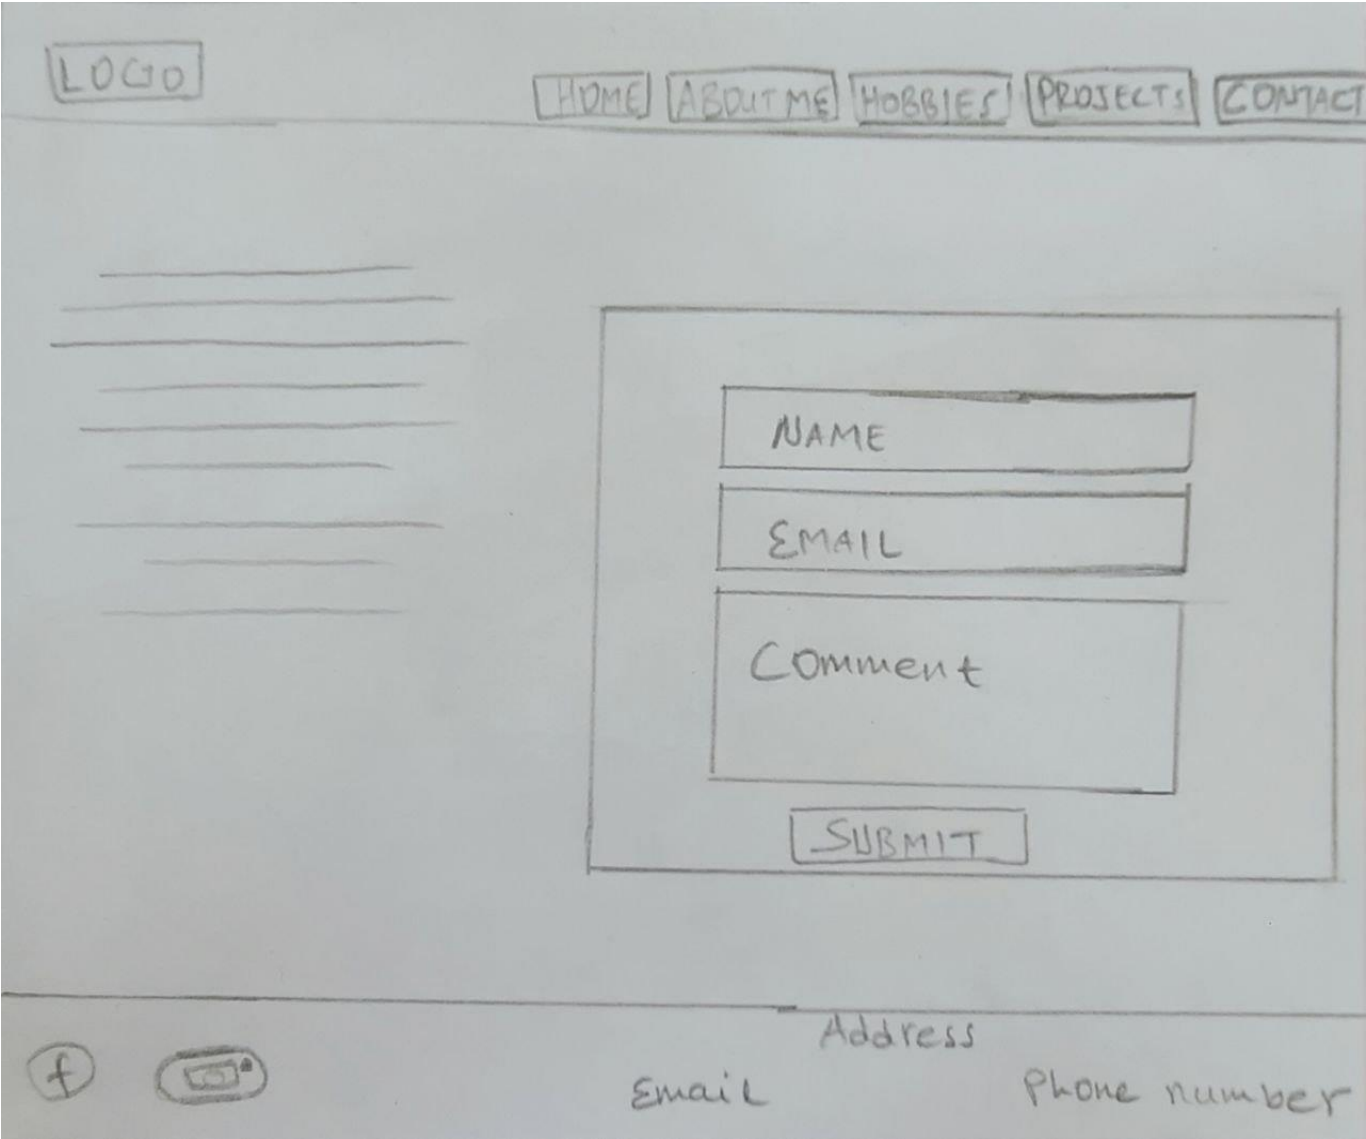 LOGO
HOME ABOUT ME HOBBIES PROJECTS CONTACT
NAME
EMAIL
Comment
SUBMIT
Address
f
Email Phone number